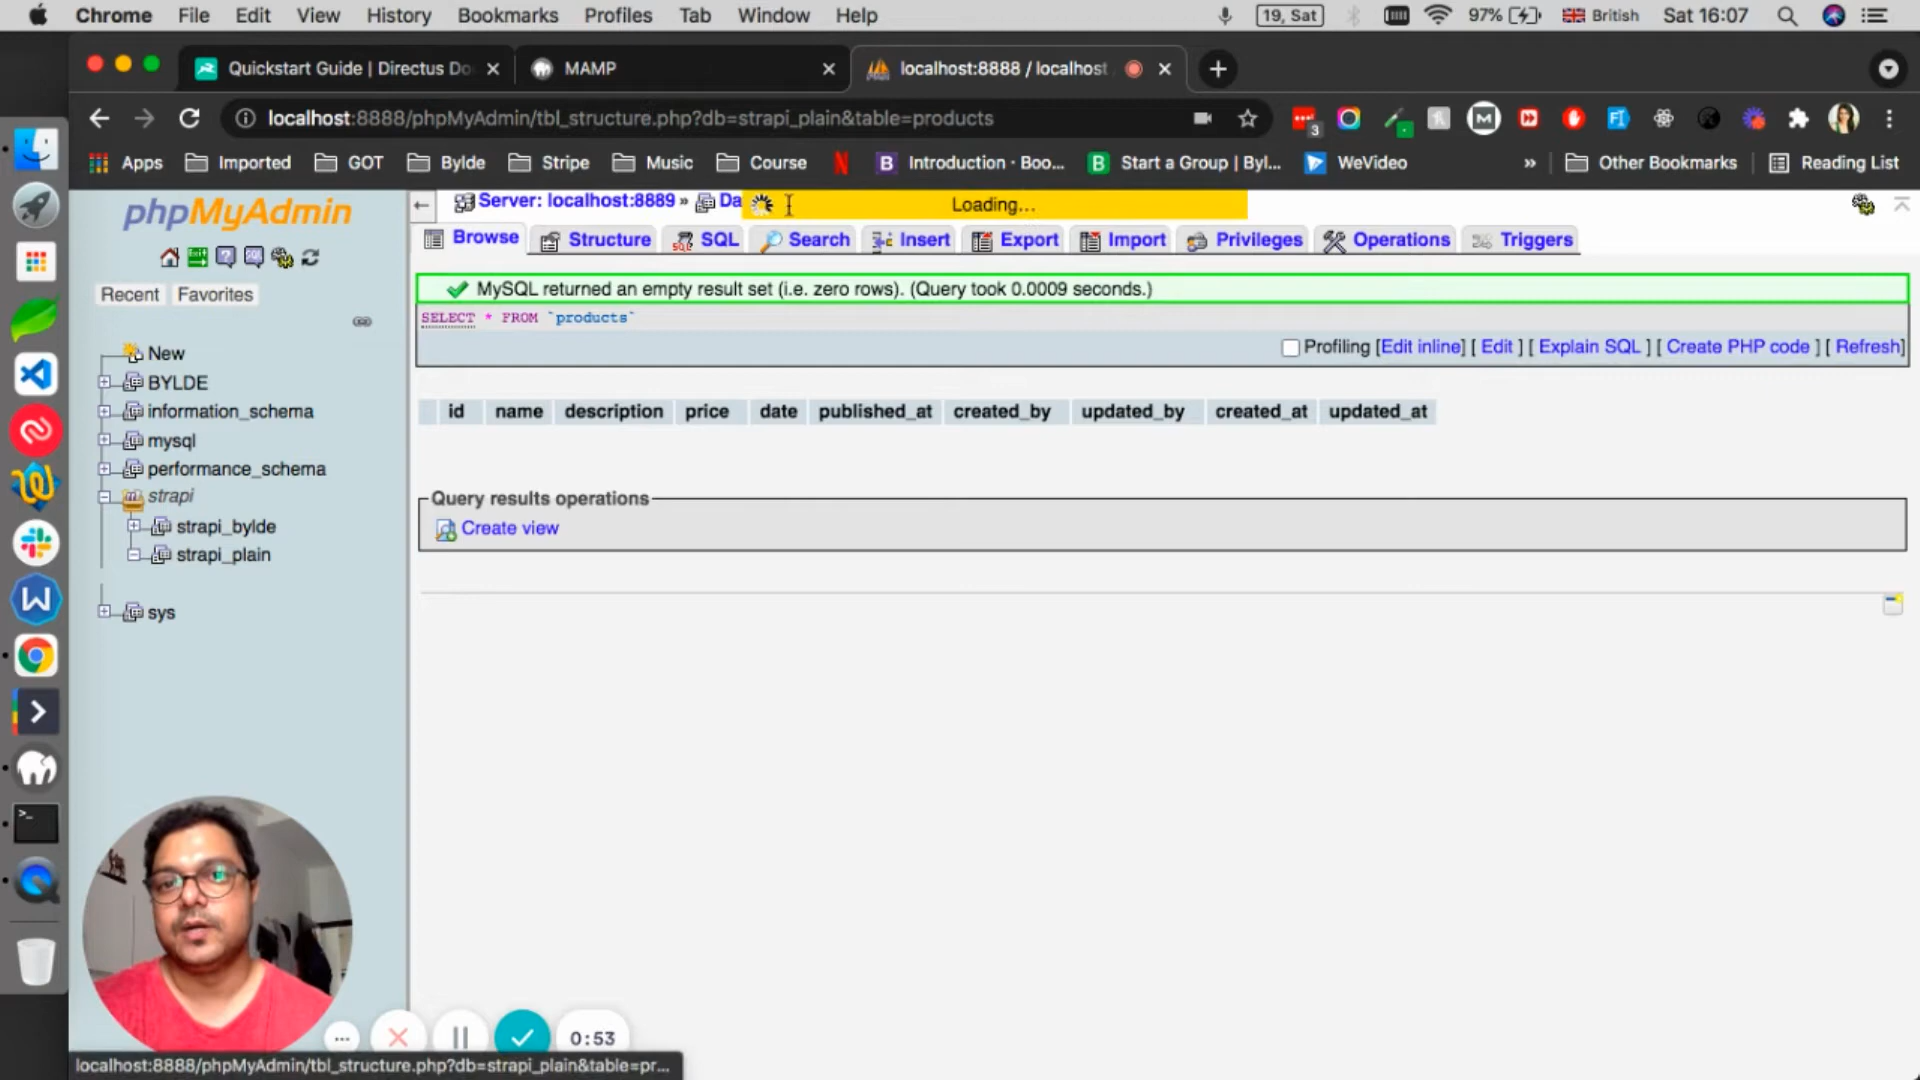 Chrome File Edit View History Bookmarks Profiles Tab Window Help
19, Sat 97% British Sat 16:07
Quickstart Guide | Directus Do
MAMP
localhost:8888 / localhost
localhost:8888/phpMyAdmin/tbl_structure.php?db=strapi_plain&table=products
3
Apps Imported GOT Bylde Stripe Music Course Introduction · Boo... Start a Group | Byl... WeVideo » Other Bookmarks Reading List
phpMyAdmin
Recent Favorites
New
BYLDE
information_schema
mysql
performance_schema
strapi
strapi_bylde
strapi_plain
sys
Server: localhost:8889 » Da
Loading...
Browse Structure SQL Search Insert Export Import Privileges Operations Triggers
MySQL returned an empty result set (i.e. zero rows). (Query took 0.0009 seconds.)
SELECT * FROM `products`
Profiling [Edit inline] [ Edit ] [ Explain SQL ] [ Create PHP code ] [ Refresh]
id name description price date published_at created_by updated_by created_at updated_at
Query results operations
Create view
0:53
localhost:8888/phpMyAdmin/tbl_structure.php?db=strapi_plain&table=pr...